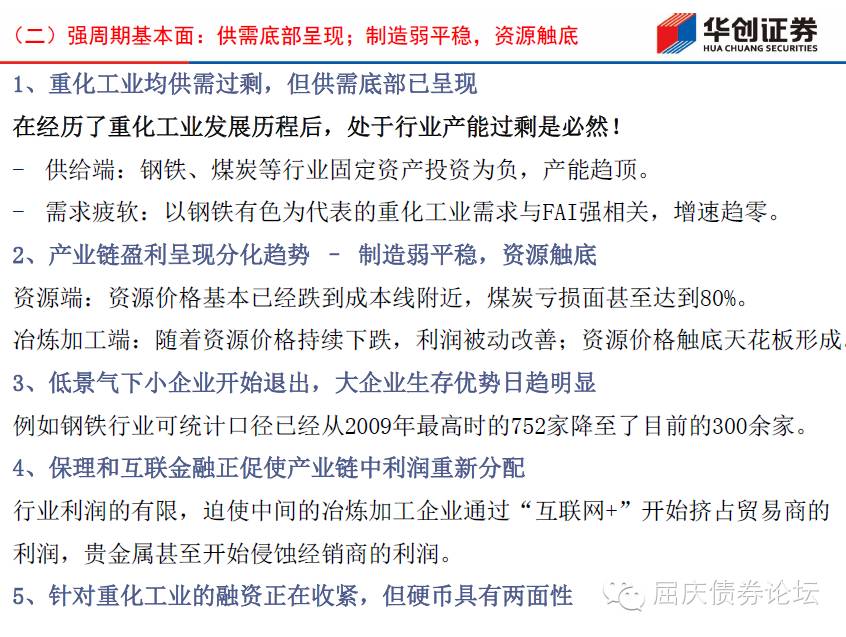 （二）强周期基本面：供需底部呈现；制造弱平稳，资源触底
华创证券
HUA CHUANG SECURITIES
1、重化工业均供需过剩，但供需底部已呈现
在经历了重化工业发展历程后，处于行业产能过剩是必然！
- 供给端：钢铁、煤炭等行业固定资产投资为负，产能趋顶。
- 需求疲软：以钢铁有色为代表的重化工业需求与FAI强相关，增速趋零。
2、产业链盈利呈现分化趋势 - 制造弱平稳，资源触底
资源端：资源价格基本已经跌到成本线附近，煤炭亏损面甚至达到80%。
冶炼加工端：随着资源价格持续下跌，利润被动改善；资源价格触底天花板形成.
3、低景气下小企业开始退出，大企业生存优势日趋明显
例如钢铁行业可统计口径已经从2009年最高时的752家降至了目前的300余家。
4、保理和互联金融正促使产业链中利润重新分配
行业利润的有限，迫使中间的冶炼加工企业通过“互联网+”开始挤占贸易商的
利润，贵金属甚至开始侵蚀经销商的利润。
5、针对重化工业的融资正在收紧，但硬币具有两面性
屈庆债券论坛